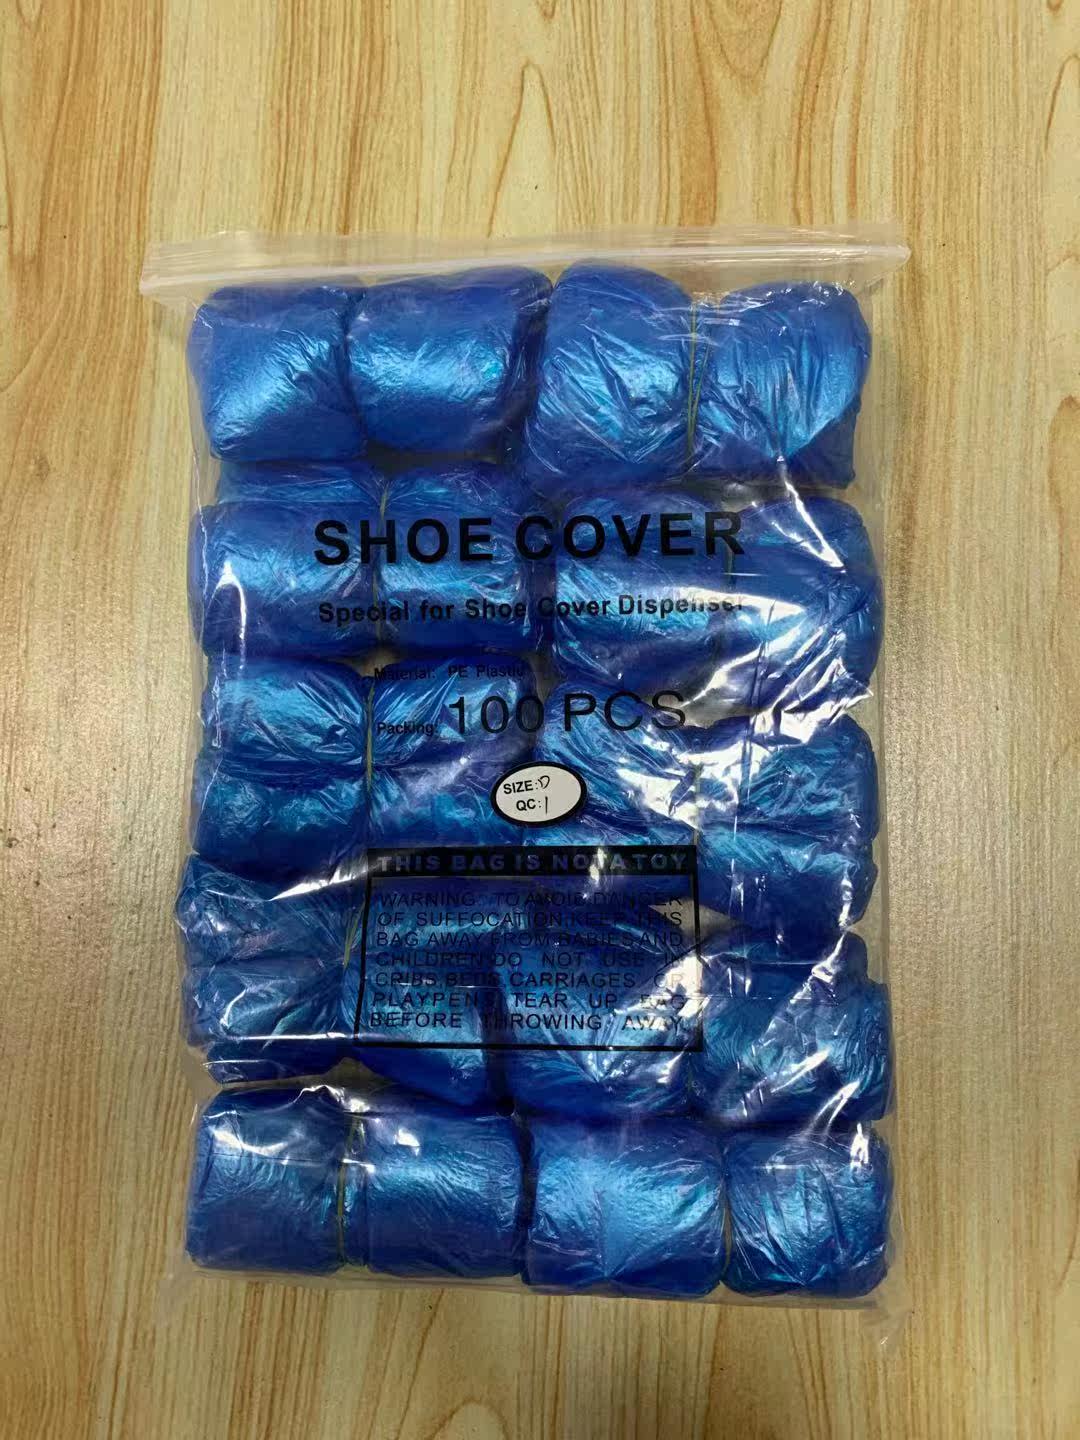 SHOE COVER
Special for Shoe Cover Dispenser
Material: PE Plastic
Packing: 100 PCS
SIZE:
QC: 1
THIS BAG IS NOT A TOY
WARNING: TO AVOID DANGER
OF SUFFOCATION KEEP THIS
BAG AWAY FROM BABIES AND
CHILDREN DO NOT USE IN
CRIBS, BEDS, CARRIAGES OR
PLAYPENS TEAR UP BAG
BEFORE THROWING AWAY.